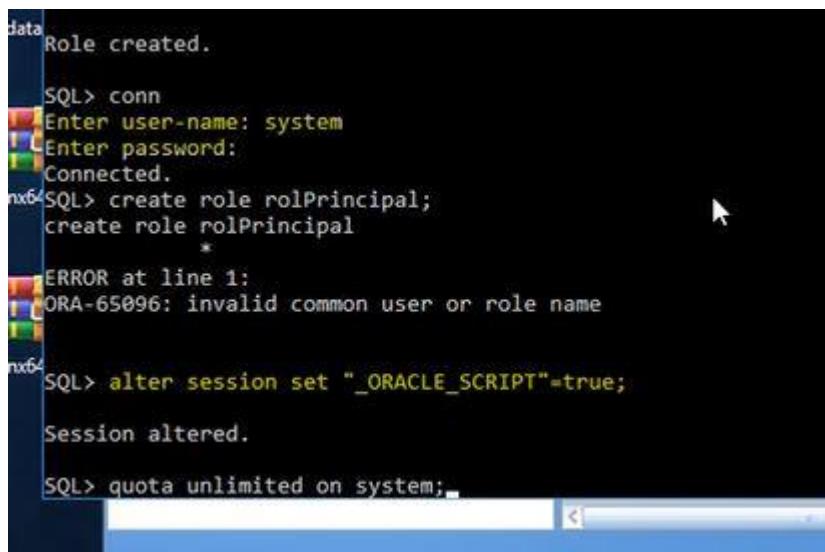 data
Role created.
SQL> conn
Enter user-name: system
Enter password:
Connected.
nx64
SQL> create role rolPrincipal;
create role rolPrincipal
*
ERROR at line 1:
ORA-65096: invalid common user or role name
nx64
SQL> alter session set "_ORACLE_SCRIPT"=true;
Session altered.
SQL> quota unlimited on system;